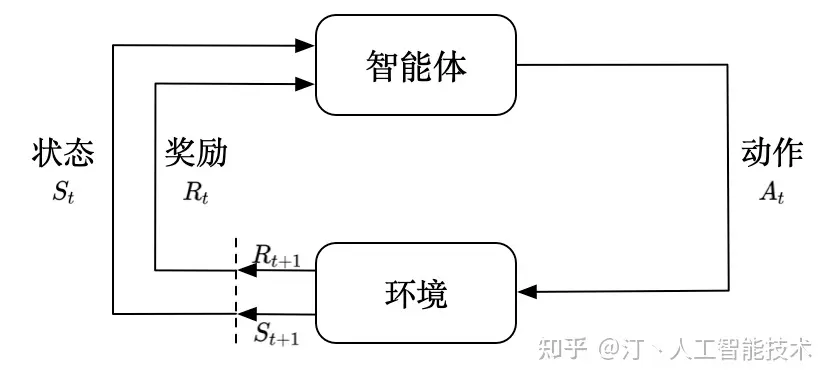 智能体
状态
S_t
奖励
R_t
动作
A_t
R_{t+1}
环境
S_{t+1}
知乎 @汀丶人工智能技术